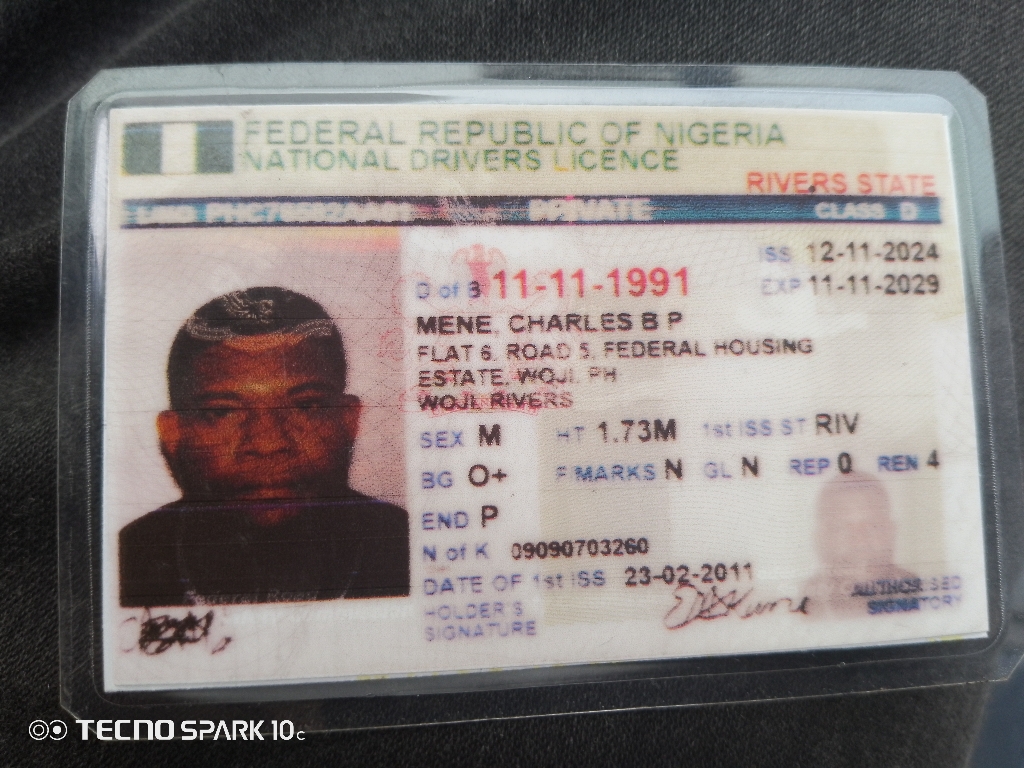 FEDERAL REPUBLIC OF NIGERIA
NATIONAL DRIVERS LICENCE
RIVERS STATE
PRIVATE CLASS D
ISS 12-11-2024
D of B 11-11-1991 EXP 11-11-2029
MENE, CHARLES B P
FLAT 6, ROAD 5, FEDERAL HOUSING
ESTATE, WOJI, PH
WOJI, RIVERS
SEX M HT 1.73M 1st ISS ST RIV
BG O+ F MARKS N GL N REP 0 REN 4
END P
N of K 09090703260
DATE OF 1st ISS 23-02-2011
HOLDER'S
SIGNATURE
AUTHORISED
SIGNATORY
TECNO SPARK 10C